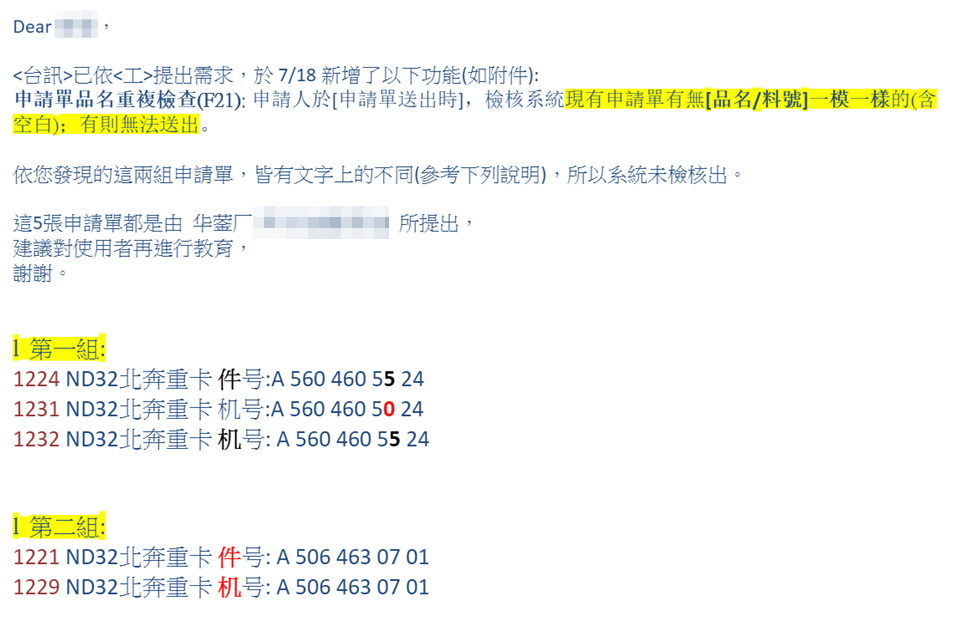 Dear ，
<台訊>已依<工>提出需求，於 7/18 新增了以下功能(如附件):
申請單品名重複檢查(F21): 申請人於[申請單送出時]，檢核系統現有申請單有無[品名/料號]一模一樣的(含
空白)；有則無法送出。
依您發現的這兩組申請單，皆有文字上的不同(參考下列說明)，所以系統未檢核出。
這5張申請單都是由 华蓥厂 所提出，
建議對使用者再進行教育，
謝謝。
l 第一組:
1224 ND32北奔重卡 件号:A 560 460 55 24
1231 ND32北奔重卡 机号:A 560 460 50 24
1232 ND32北奔重卡 机号: A 560 460 55 24
l 第二組:
1221 ND32北奔重卡 件号: A 506 463 07 01
1229 ND32北奔重卡 机号: A 506 463 07 01